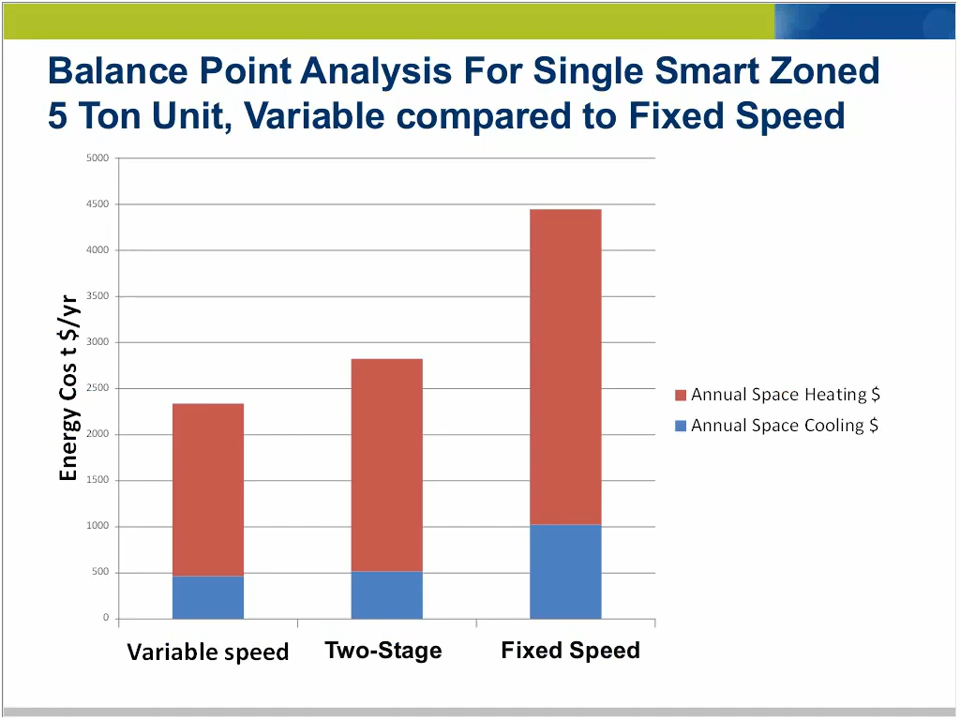 Balance Point Analysis For Single Smart Zoned
5 Ton Unit, Variable compared to Fixed Speed
5000
4500
4000
3500
3000
2500
2000
1500
1000
500
0
Energy Cos t $/yr
Variable speed
Two-Stage
Fixed Speed
Annual Space Heating $
Annual Space Cooling $